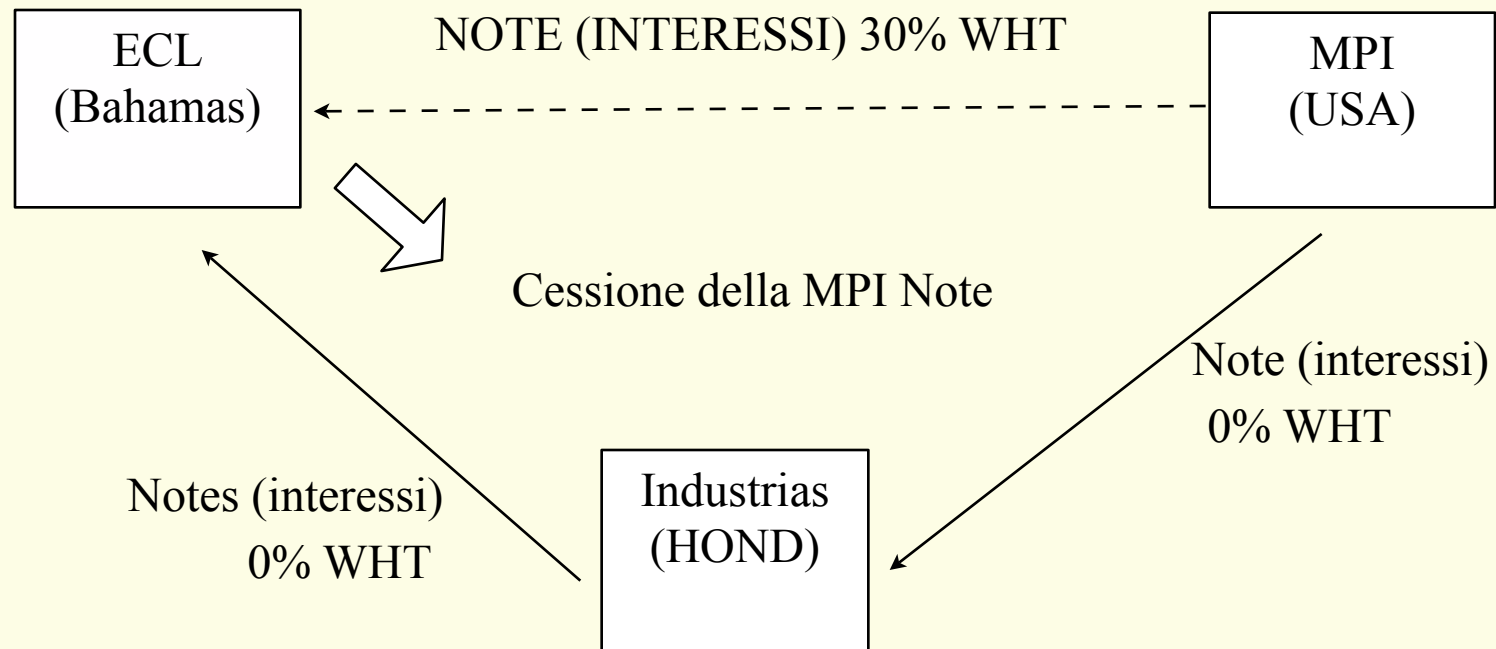 ECL
(Bahamas)
NOTE (INTERESSI) 30% WHT
MPI
(USA)
Cessione della MPI Note
Note (interessi)
0% WHT
Notes (interessi)
0% WHT
Industrias
(HOND)